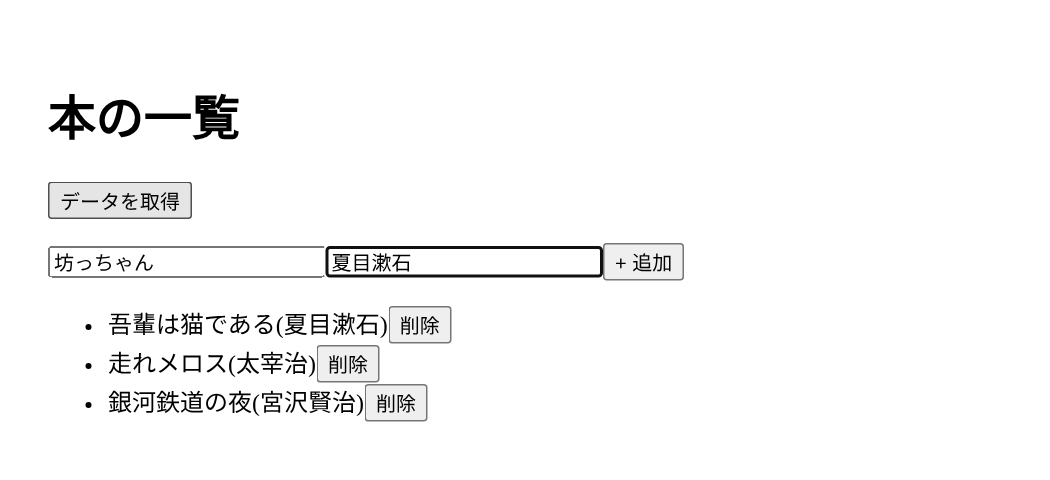 本の一覧
データを取得
坊っちゃん 夏目漱石 + 追加
• 吾輩は猫である(夏目漱石) 削除
• 走れメロス(太宰治) 削除
• 銀河鉄道の夜(宮沢賢治) 削除